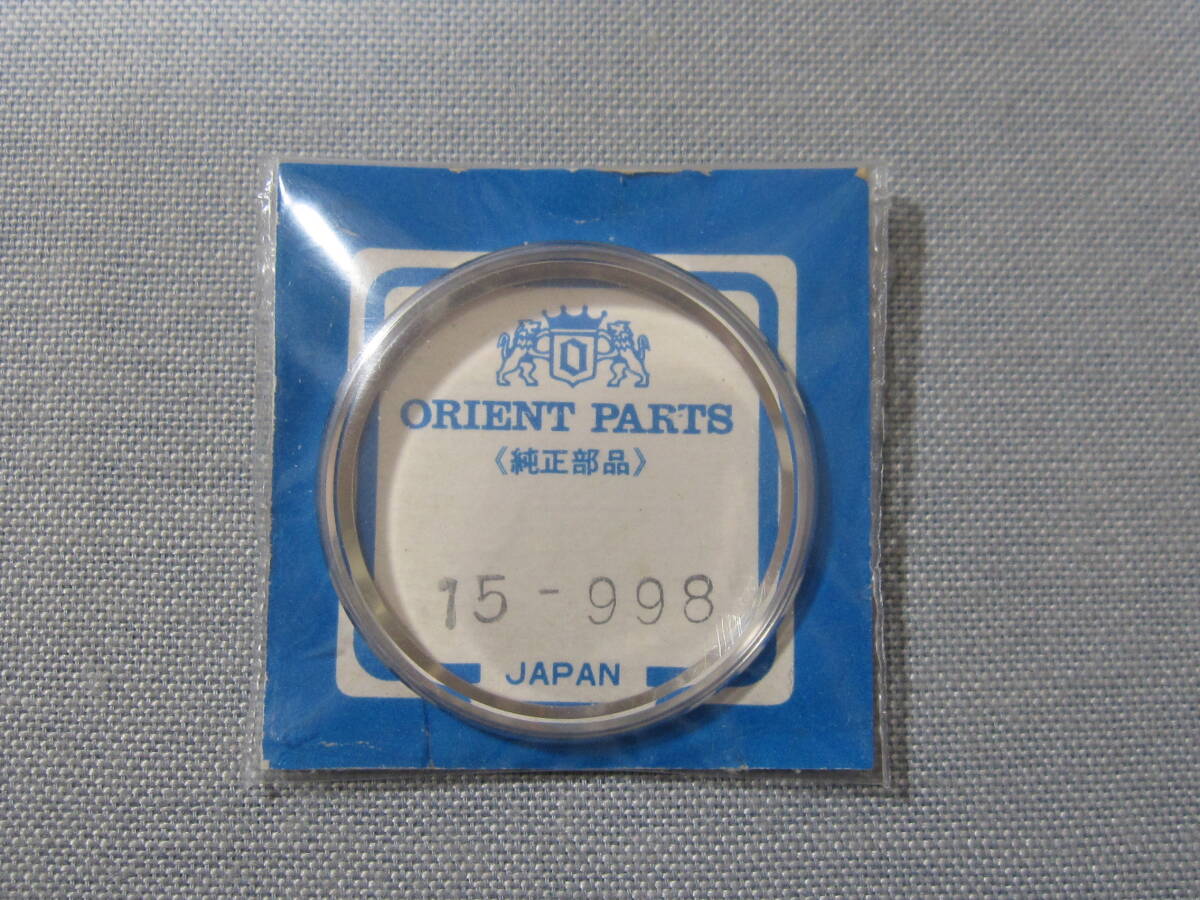 O
ORIENT PARTS
《純正部品》
15-998
JAPAN